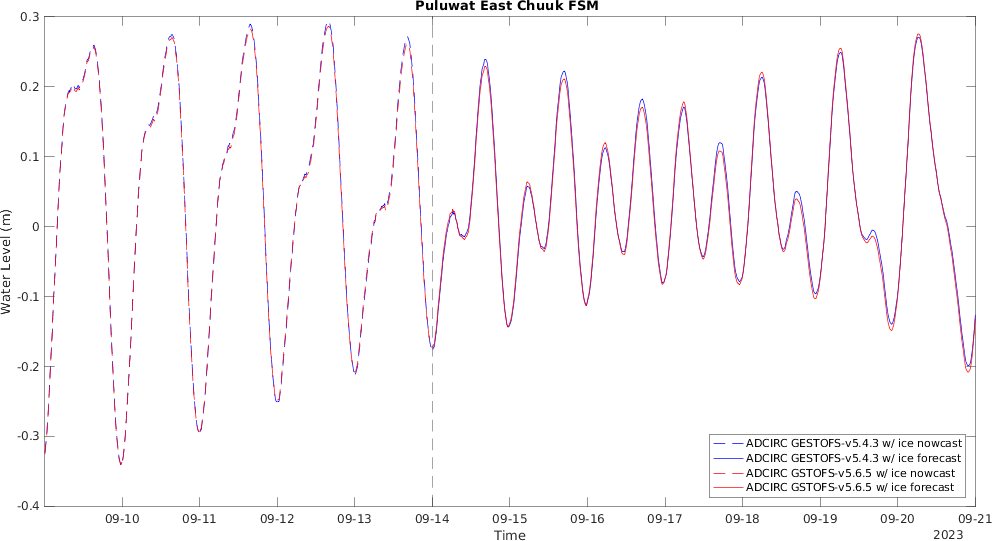 Puluwat East Chuuk FSM
Water Level (m)
0.3
0.2
0.1
0
-0.1
-0.2
-0.3
-0.4
09-10 09-11 09-12 09-13 09-14 09-15 09-16 09-17 09-18 09-19 09-20 09-21
Time
2023
ADCIRC GESTOFS-v5.4.3 w/ ice nowcast
ADCIRC GESTOFS-v5.4.3 w/ ice forecast
ADCIRC GSTOFS-v5.6.5 w/ ice nowcast
ADCIRC GSTOFS-v5.6.5 w/ ice forecast